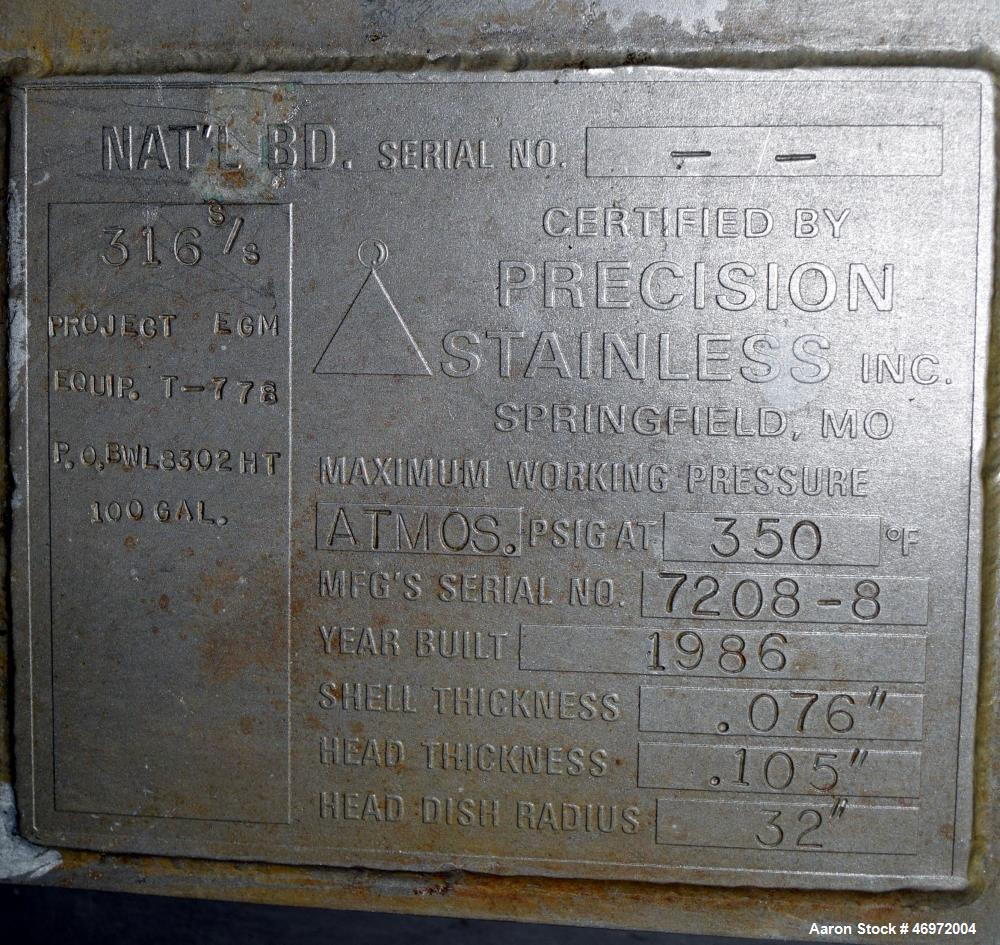 NAT'L BD. SERIAL NO. - -
316 S/S
PROJECT EGM
EQUIP. T-778
P.O. BWL8302HT
100 GAL.
CERTIFIED BY
PRECISION
STAINLESS INC.
SPRINGFIELD, MO
MAXIMUM WORKING PRESSURE
ATMOS. PSIG AT 350 °F
MFG'S SERIAL NO. 7208-8
YEAR BUILT 1986
SHELL THICKNESS .076"
HEAD THICKNESS .105"
HEAD DISH RADIUS 32"
Aaron Stock # 46972004